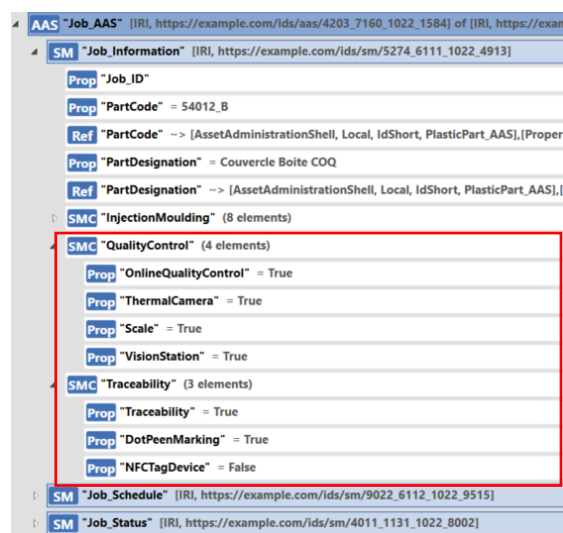 AAS "Job_AAS" [IRI, https://example.com/ids/aas/4203_7160_1022_1584] of [IRI, https://exam
SM "Job_Information" [IRI, https://example.com/ids/sm/5274_6111_1022_4913]
Prop "Job_ID"
Prop "PartCode" = 54012_B
Ref "PartCode" ~> [AssetAdministrationShell, Local, IdShort, PlasticPart_AAS],[Proper
Prop "PartDesignation" = Couvercle Boite COQ
Ref "PartDesignation" ~> [AssetAdministrationShell, Local, IdShort, PlasticPart_AAS],[
SMC "InjectionMoulding" (8 elements)
SMC "QualityControl" (4 elements)
Prop "OnlineQualityControl" = True
Prop "ThermalCamera" = True
Prop "Scale" = True
Prop "VisionStation" = True
SMC "Traceability" (3 elements)
Prop "Traceability" = True
Prop "DotPeenMarking" = True
Prop "NFCTagDevice" = False
SM "Job_Schedule" [IRI, https://example.com/ids/sm/9022_6112_1022_9515]
SM "Job_Status" [IRI, https://example.com/ids/sm/4011_1131_1022_8002]